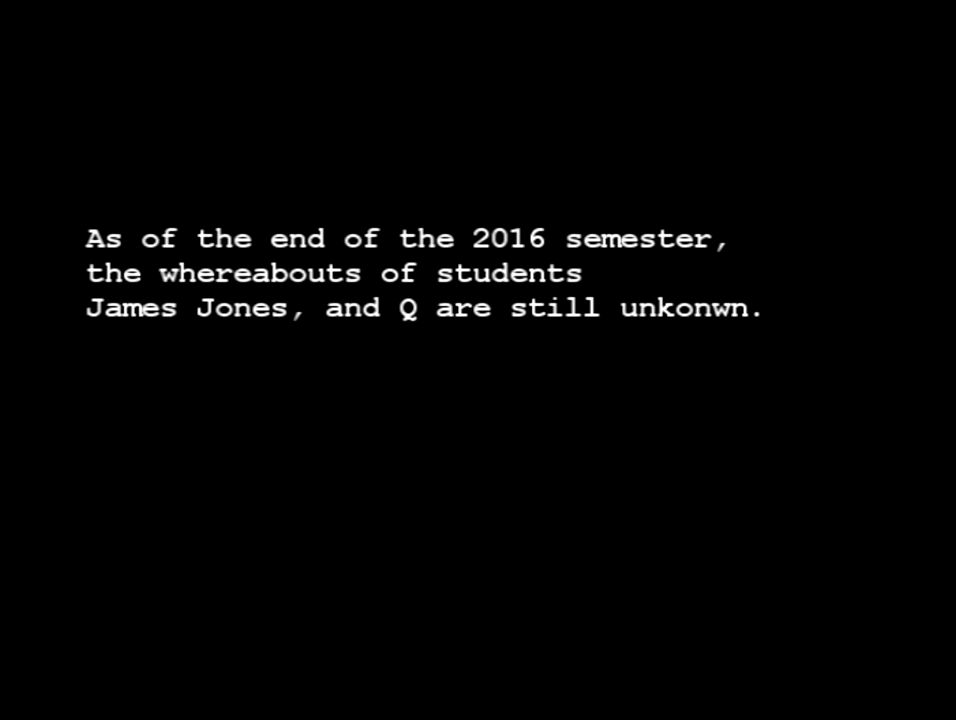 As of the end of the 2016 semester,
the whereabouts of students
James Jones, and Q are still unkonwn.